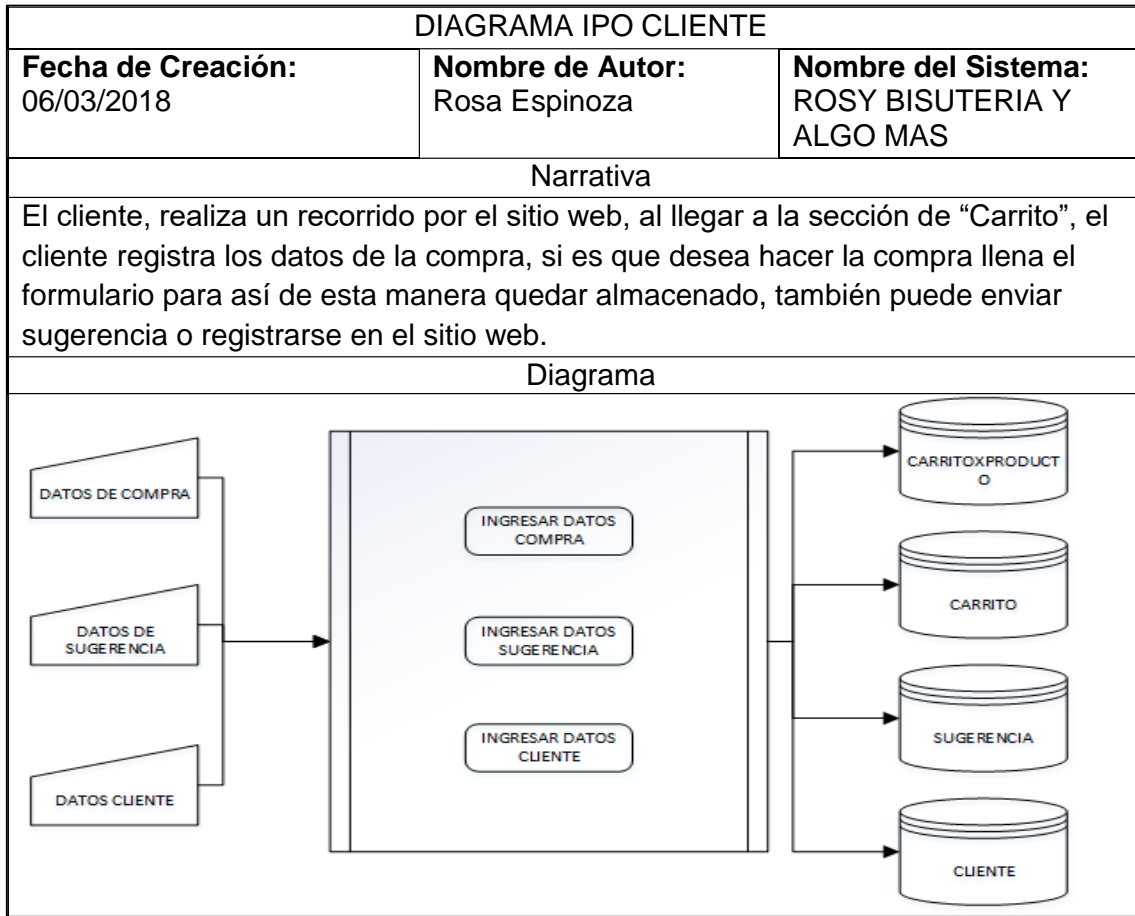 DIAGRAMA IPO CLIENTE
Fecha de Creación:
06/03/2018
Nombre de Autor:
Rosa Espinoza
Nombre del Sistema:
ROSY BISUTERIA Y
ALGO MAS
Narrativa
El cliente, realiza un recorrido por el sitio web, al llegar a la sección de “Carrito”, el
cliente registra los datos de la compra, si es que desea hacer la compra llena el
formulario para así de esta manera quedar almacenado, también puede enviar
sugerencia o registrarse en el sitio web.
Diagrama
DATOS DE COMPRA
DATOS DE
SUGERENCIA
DATOS CLIENTE
INGRESAR DATOS
COMPRA
INGRESAR DATOS
SUGERENCIA
INGRESAR DATOS
CLIENTE
CARRITOXPRODUCT
O
CARRITO
SUGERENCIA
CLIENTE